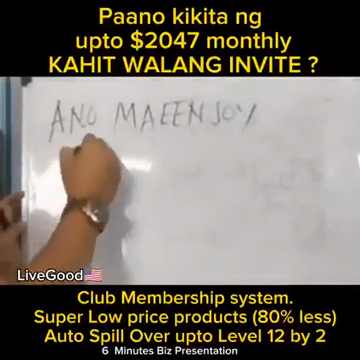 Paano kikita ng
upto $2047 monthly
KAHIT WALANG INVITE ?
ANO MAEENJOY
LiveGood🇺🇸
Club Membership system.
Super Low price products (80% less)
Auto Spill Over upto Level 12 by 2
6 Minutes Biz Presentation